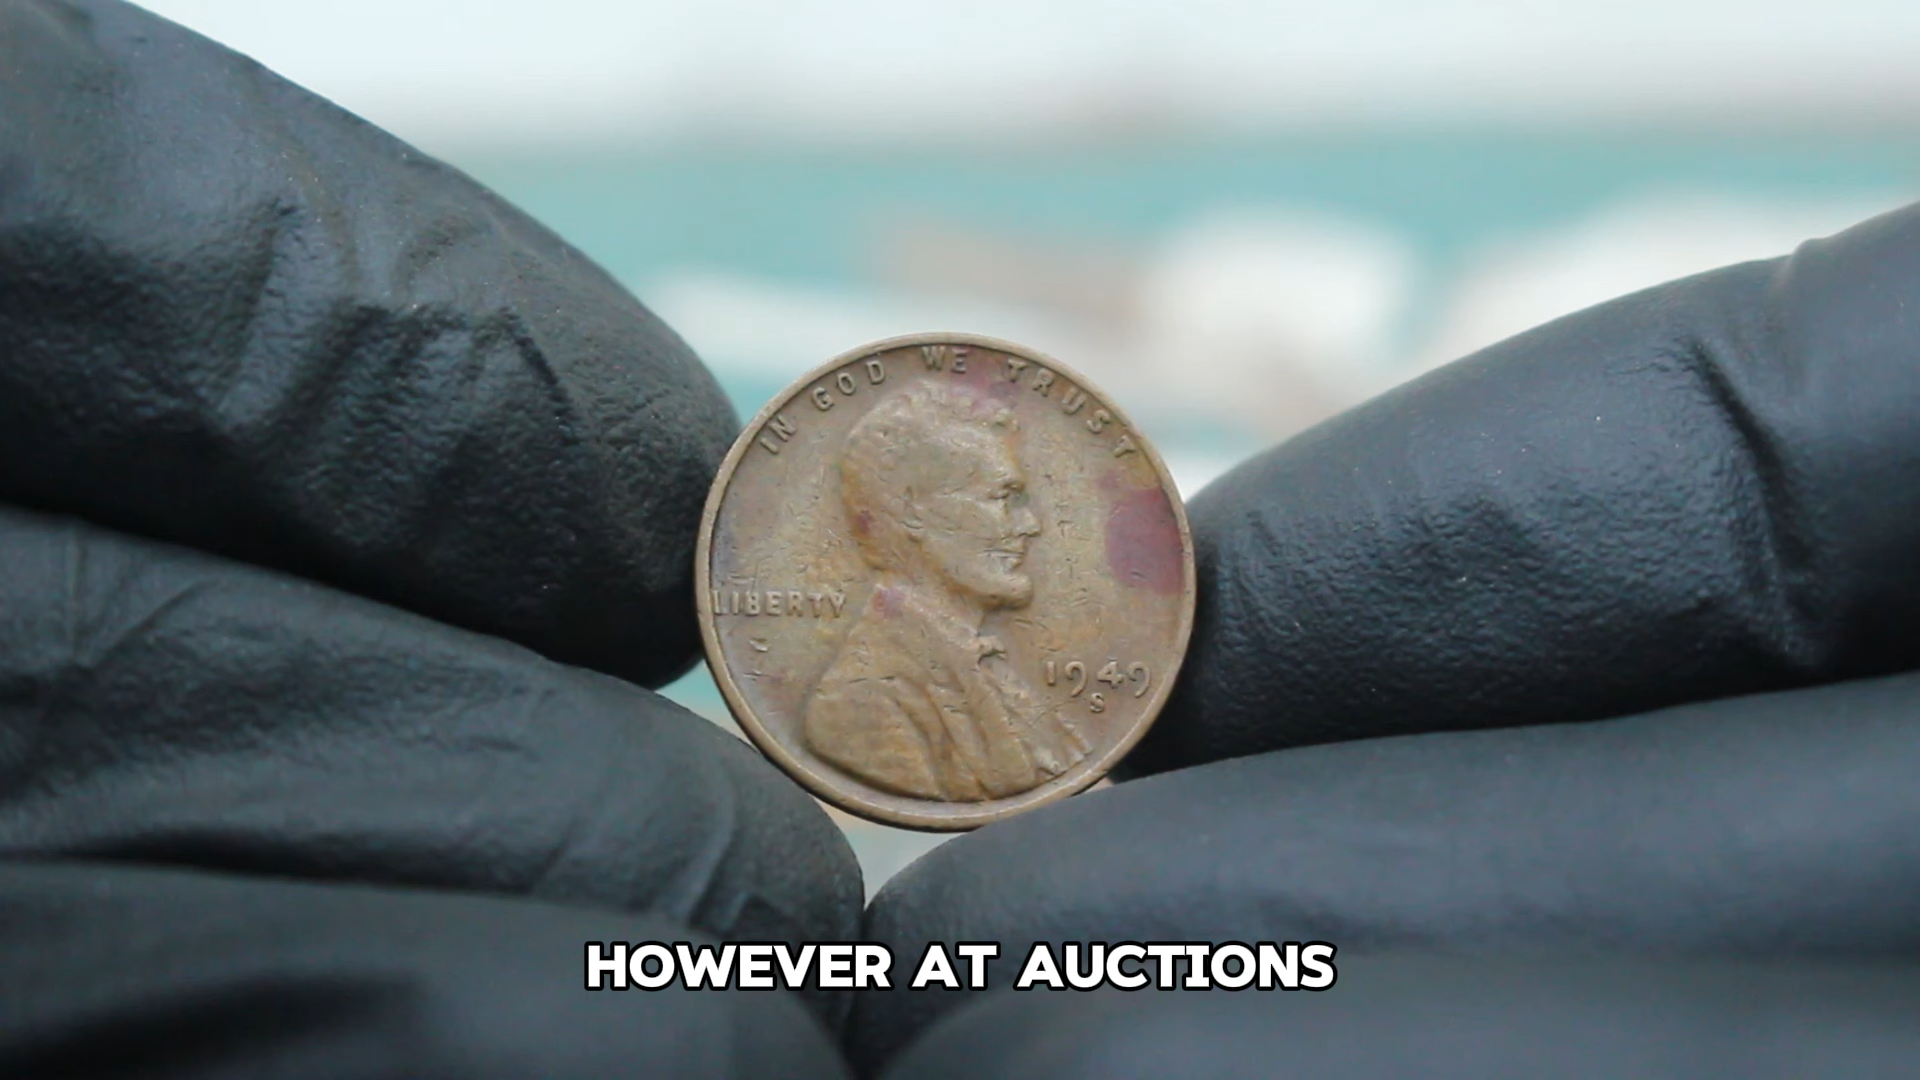 IN GOD WE TRUST
LIBERTY
1949
S
HOWEVER AT AUCTIONS